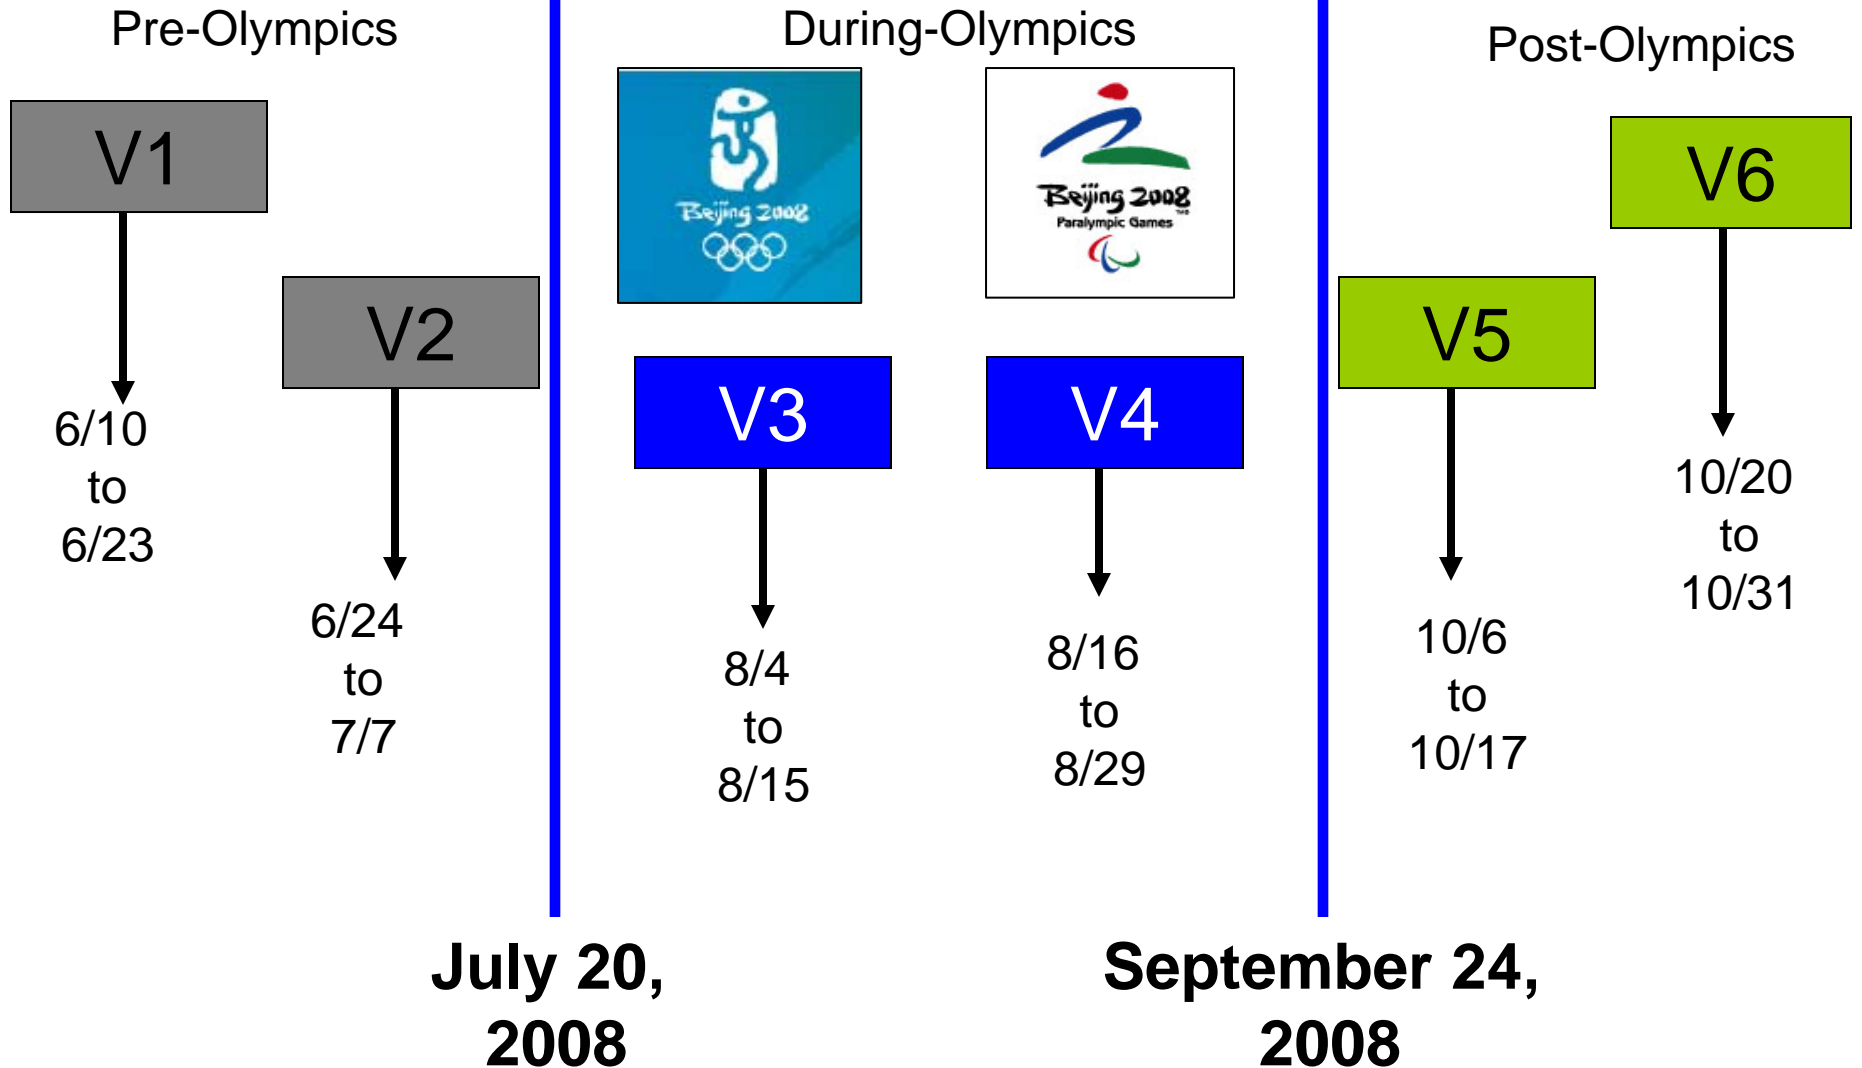 Pre-Olympics
During-Olympics
Post-Olympics
V1
6/10
to
6/23
V2
6/24
to
7/7
Beijing 2008
V3
8/4
to
8/15
Beijing 2008
TM
Paralympic Games
V4
8/16
to
8/29
V5
10/6
to
10/17
V6
10/20
to
10/31
July 20,
2008
September 24,
2008